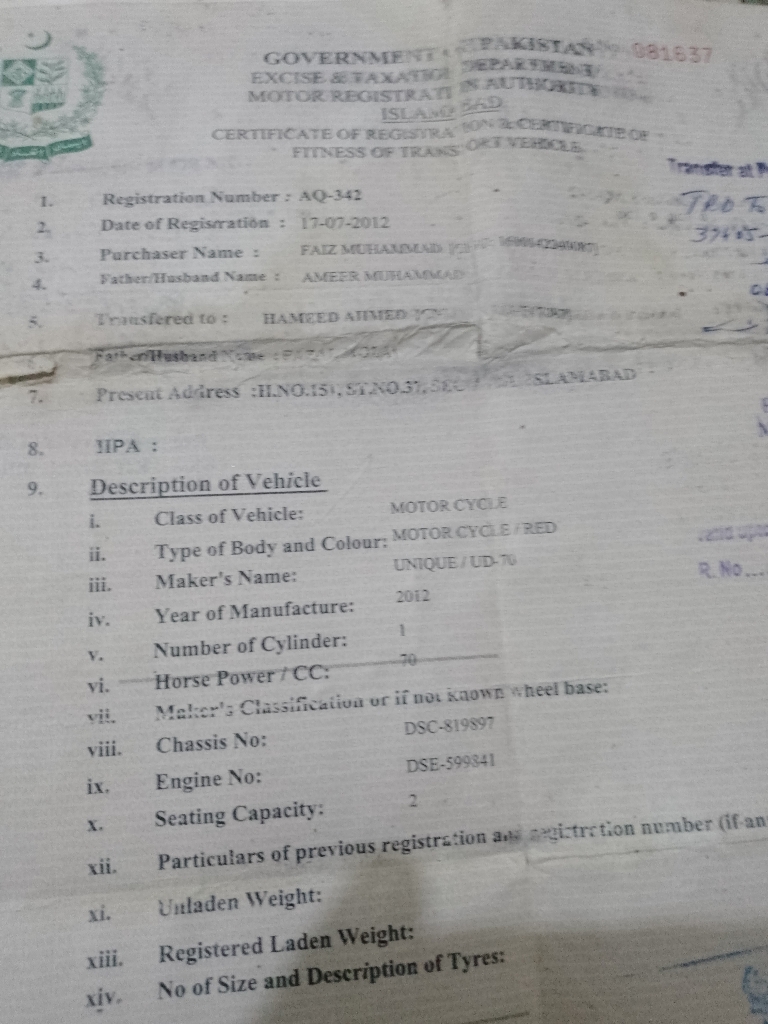 081637
GOVERNMENT PAKISTAN
EXCISE & TAXATION DEPARTMENT
MOTOR REGISTRATI N AUTHORITY
ISLAMABAD
CERTIFICATE OF REGISTRA ION & CERTIFICATE OF
FITNESS OF TRANS ORT VEHICLE
Transfer at
1. Registration Number : AQ-342
2. Date of Regisrration : 17-07-2012
3. Purchaser Name : FAIZ MUHAMMAD
4. Father/Husband Name : AMEER MUHAMMAD
5. Transfered to : HAMEED AHMED
Father/Husband Name :
7. Present Address :H.NO. ST.NO.37, ISLAMABAD
8. HPA :
9. Description of Vehicle
i. Class of Vehicle: MOTOR CYCLE
ii. Type of Body and Colour: MOTOR CYCLE / RED
iii. Maker's Name: UNIQUE / UD-70
R.No....
iv. Year of Manufacture: 2012
v. Number of Cylinder: 1
vi. Horse Power / CC: 70
vii. Maker's Classification or if not known wheel base:
viii. Chassis No: DSC-819897
ix. Engine No: DSE-599841
x. Seating Capacity: 2
xii. Particulars of previous registration and registration number (if
xi. Unladen Weight:
xiii. Registered Laden Weight:
xiv. No of Size and Description of Tyres: